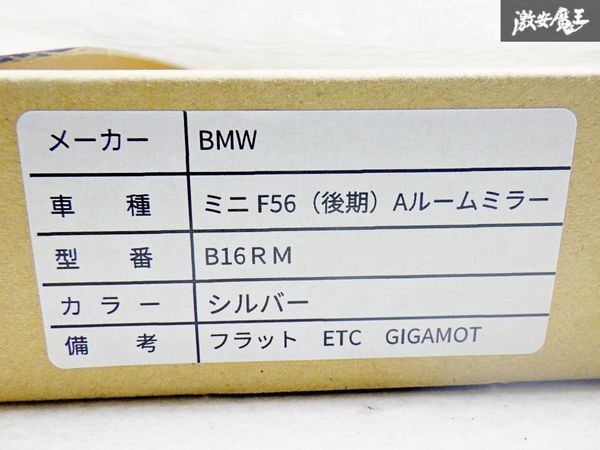 激安魔王
メーカー BMW
車種 ミニ F56（後期）Aルームミラー
型番 B16ＲＭ
カラー シルバー
備考 フラット ETC GIGAMOT